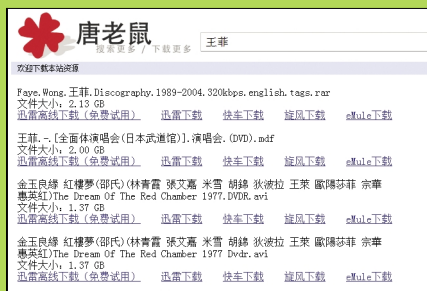 唐老鼠
搜索更多 / 下载更多
王菲
欢迎下载本站资源
Faye.Wong.王菲.Discography.1989-2004.320kbps.english.tags.rar
文件大小: 2.13 GB
迅雷离线下载(免费试用) 迅雷下载 快车下载 旋风下载 eMule下载
王菲.-.[全面体演唱会(日本武道馆)].演唱会.(DVD).mdf
文件大小: 2.00 GB
迅雷离线下载(免费试用) 迅雷下载 快车下载 旋风下载 eMule下载
金玉良緣 紅樓夢(邵氏)(林青霞 張艾嘉 米雪 胡錦 狄波拉 王萊 歐陽莎菲 宗華
惠英紅)The Dream Of The Red Chamber 1977.DVDR.avi
文件大小: 1.37 GB
迅雷离线下载(免费试用) 迅雷下载 快车下载 旋风下载 eMule下载
金玉良緣 紅樓夢(邵氏)(林青霞 張艾嘉 米雪 胡錦 狄波拉 王萊 歐陽莎菲 宗華
惠英紅)The Dream Of The Red Chamber 1977 Dvdr.avi
文件大小: 1.37 GB
迅雷离线下载(免费试用) 迅雷下载 快车下载 旋风下载 eMule下载